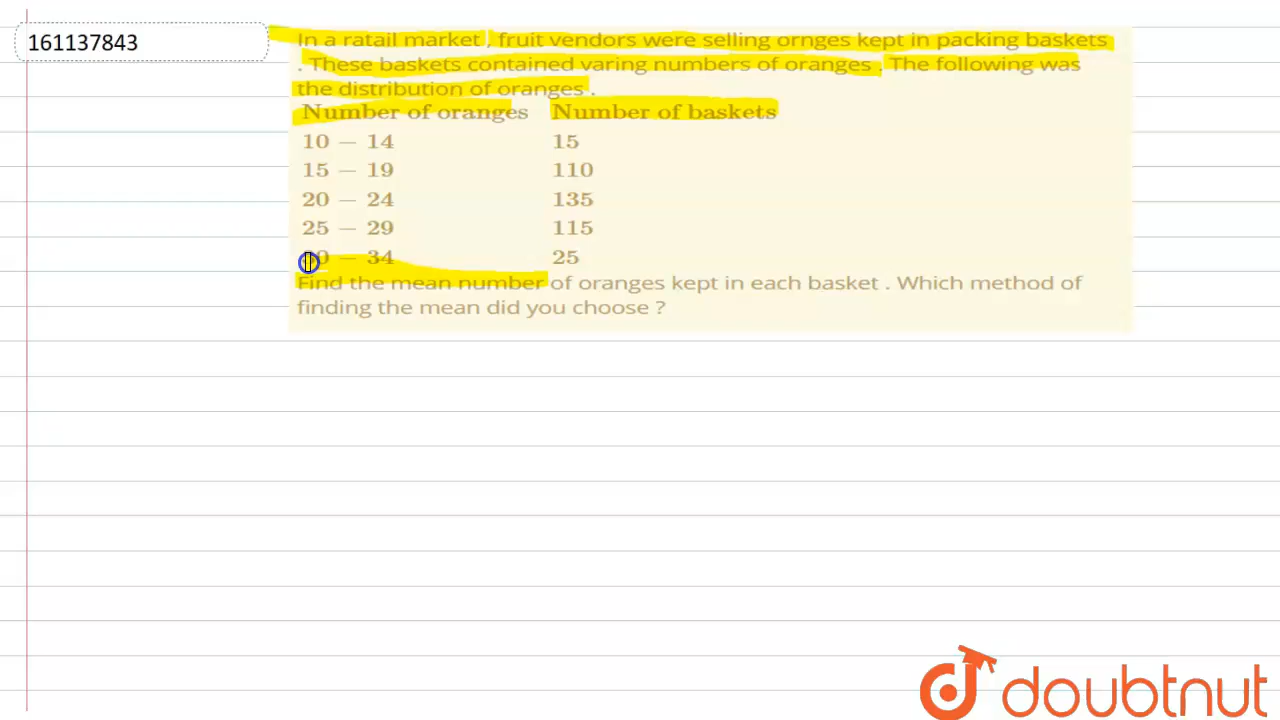 161137843
In a ratail market , fruit vendors were selling ornges kept in packing baskets
. These baskets contained varing numbers of oranges . The following was
the distribution of oranges .
Number of oranges Number of baskets
10 – 14 15
15 – 19 110
20 – 24 135
25 – 29 115
30 – 34 25
Find the mean number of oranges kept in each basket . Which method of
finding the mean did you choose ?
doubtnut